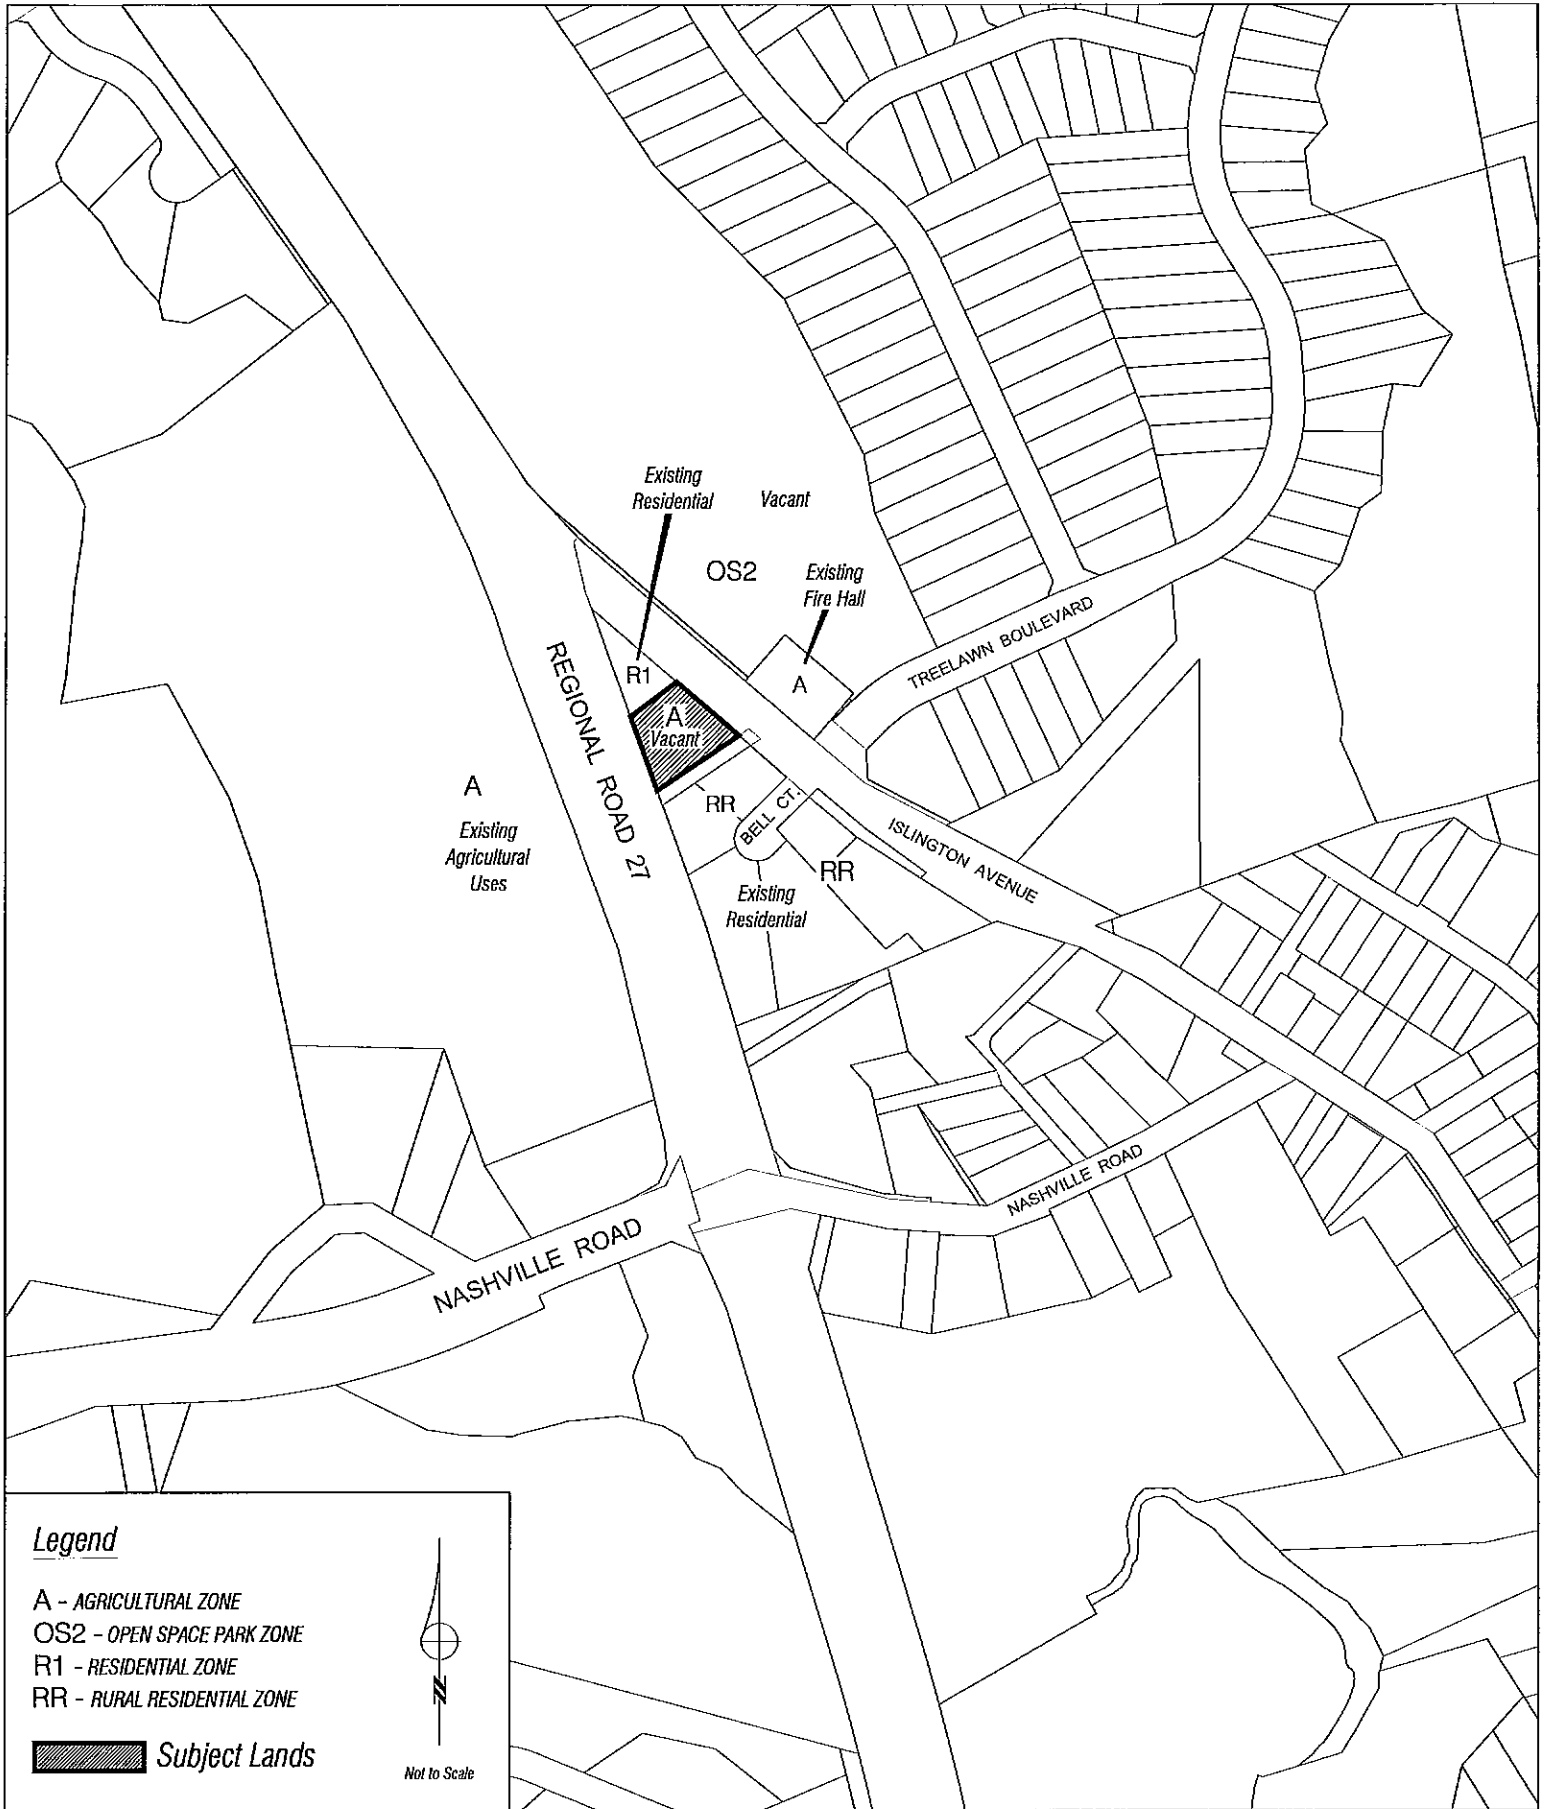 Existing
Residential
Vacant
OS2
Existing
Fire Hall
TREELAWN BOULEVARD
R1
A
A
Vacant
REGIONAL ROAD 27
A
Existing
Agricultural
Uses
RR
BELL CT.
ISLINGTON AVENUE
RR
Existing
Residential
NASHVILLE ROAD
NASHVILLE ROAD
Legend
A - AGRICULTURAL ZONE
OS2 - OPEN SPACE PARK ZONE
R1 - RESIDENTIAL ZONE
RR - RURAL RESIDENTIAL ZONE
Subject Lands
N
Not to Scale